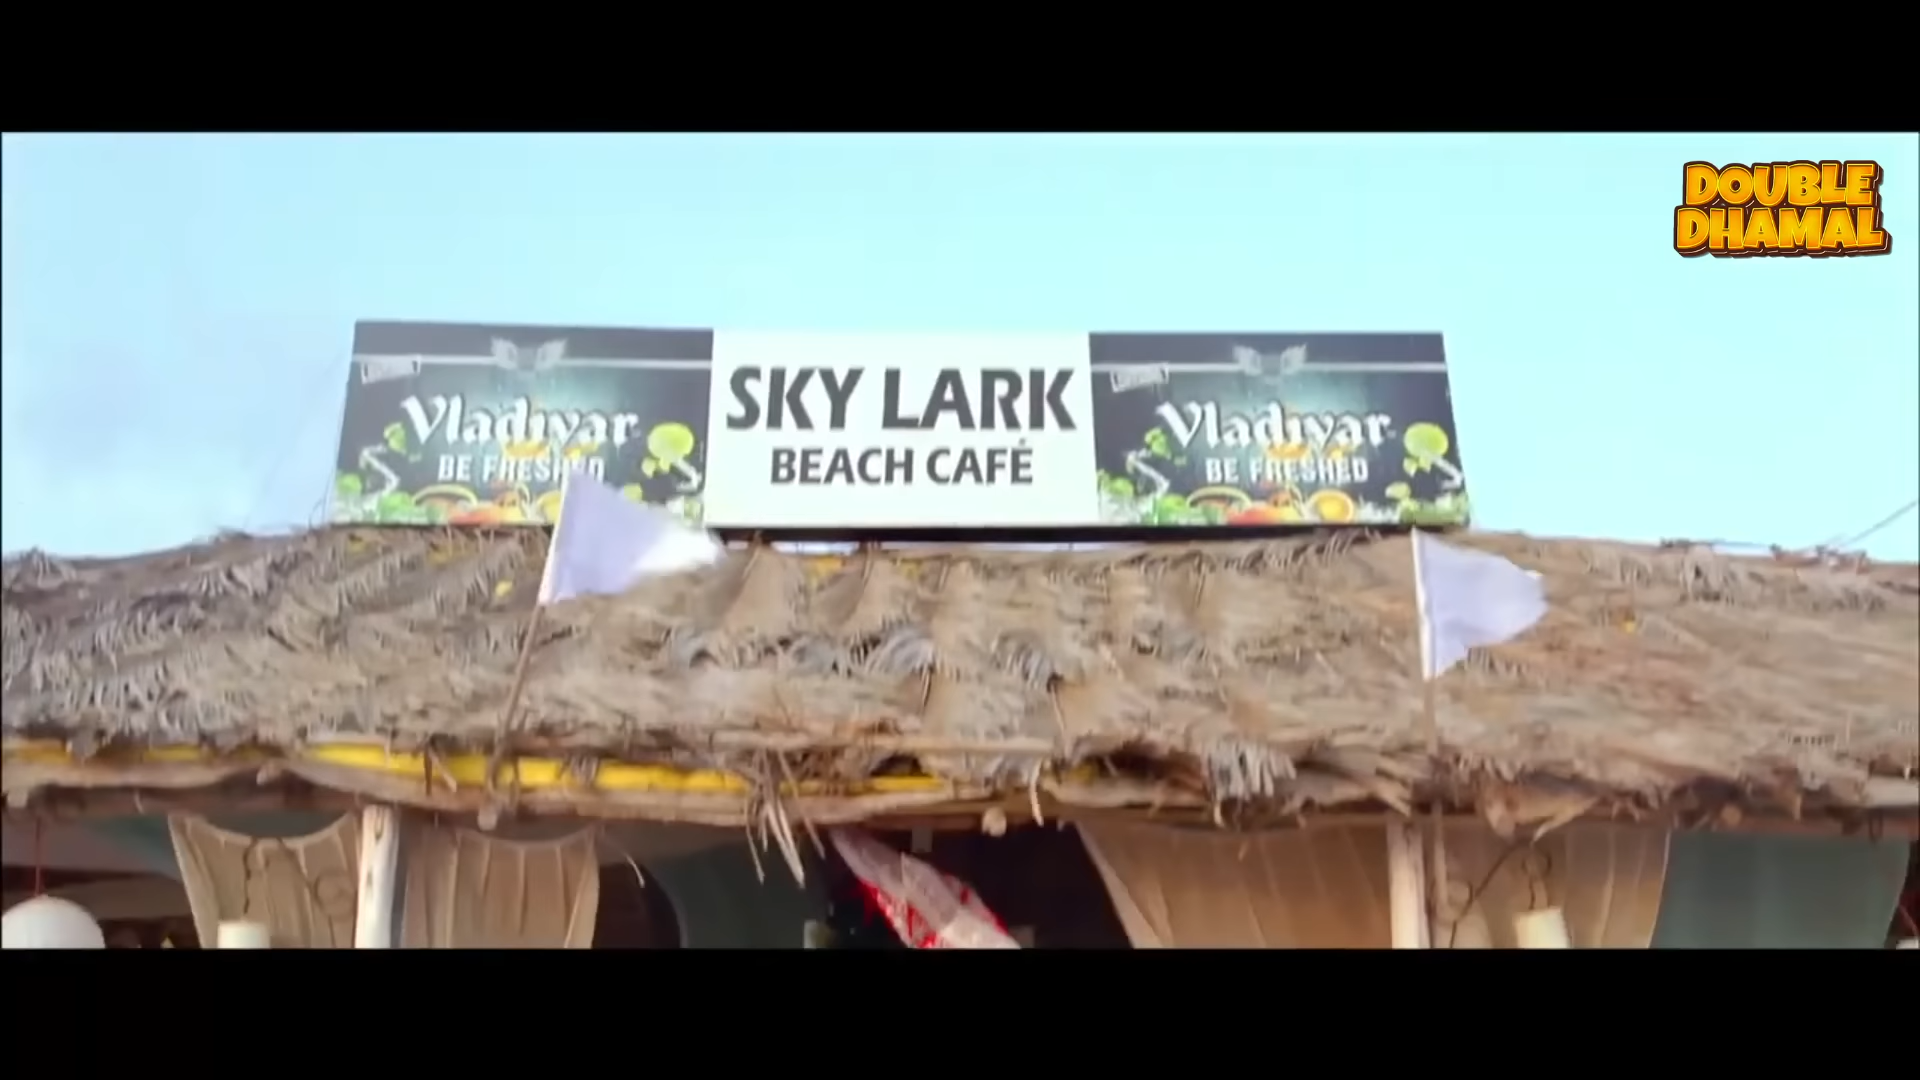 DOUBLE
DHAMAL
Vladivar
BE FRESHED
SKY LARK
BEACH CAFÉ
Vladivar
BE FRESHED